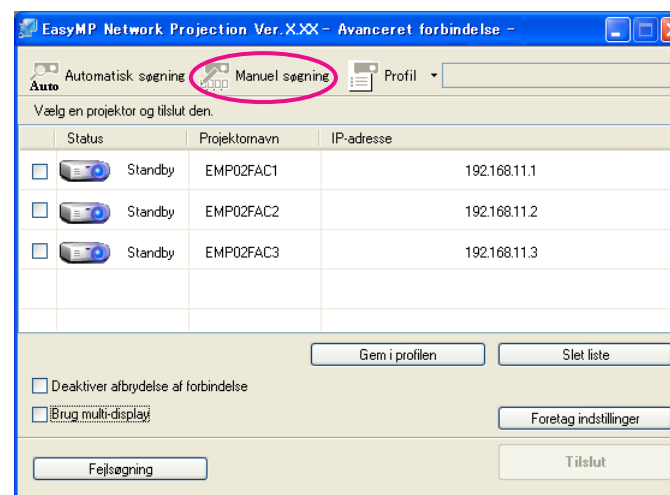 EasyMP Network Projection Ver.X.XX – Avanceret forbindelse –
Auto Automatisk søgning Manuel søgning Profil
Vælg en projektor og tilslut den.
Status Projektornavn IP-adresse
Standby EMP02FAC1 192.168.11.1
Standby EMP02FAC2 192.168.11.2
Standby EMP02FAC3 192.168.11.3
Gem i profilen Slet liste
Deaktiver afbrydelse af forbindelse
Brug multi-display
Foretag indstillinger
Fejlsøgning Tilslut